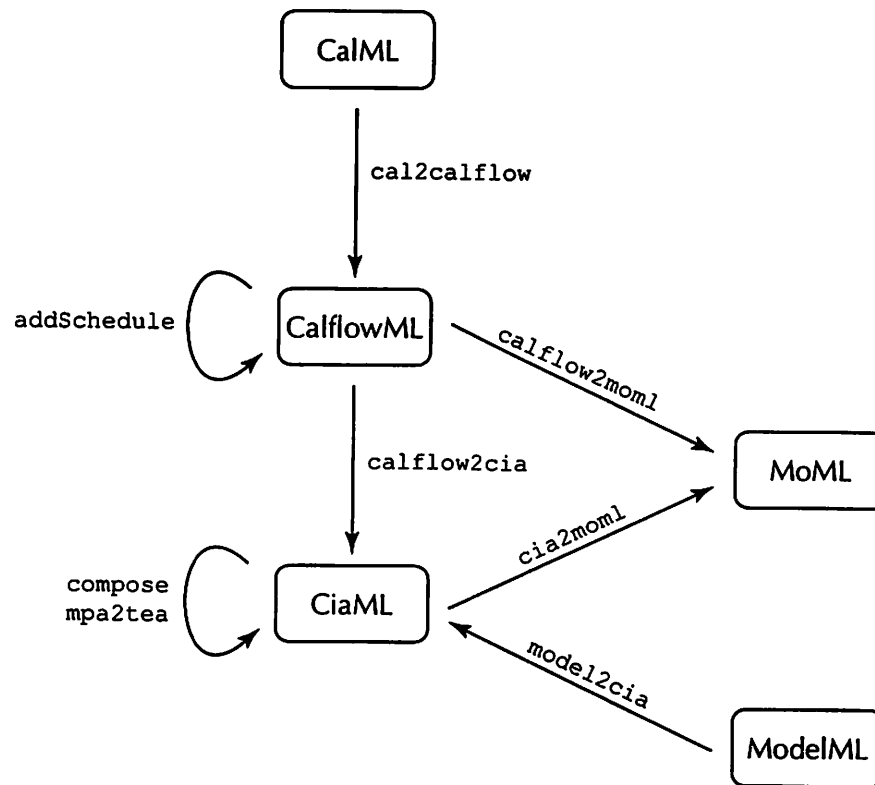 CalML
cal2calflow
addSchedule
CalflowML
calflow2moml
calflow2cia
MoML
cia2moml
compose
mpa2tea
CiaML
model2cia
ModelML